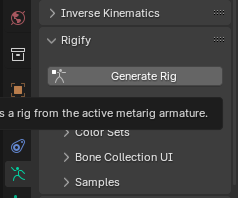 Inverse Kinematics
Rigify
Generate Rig
a rig from the active metarig armature.
Color Sets
Bone Collection UI
Samples